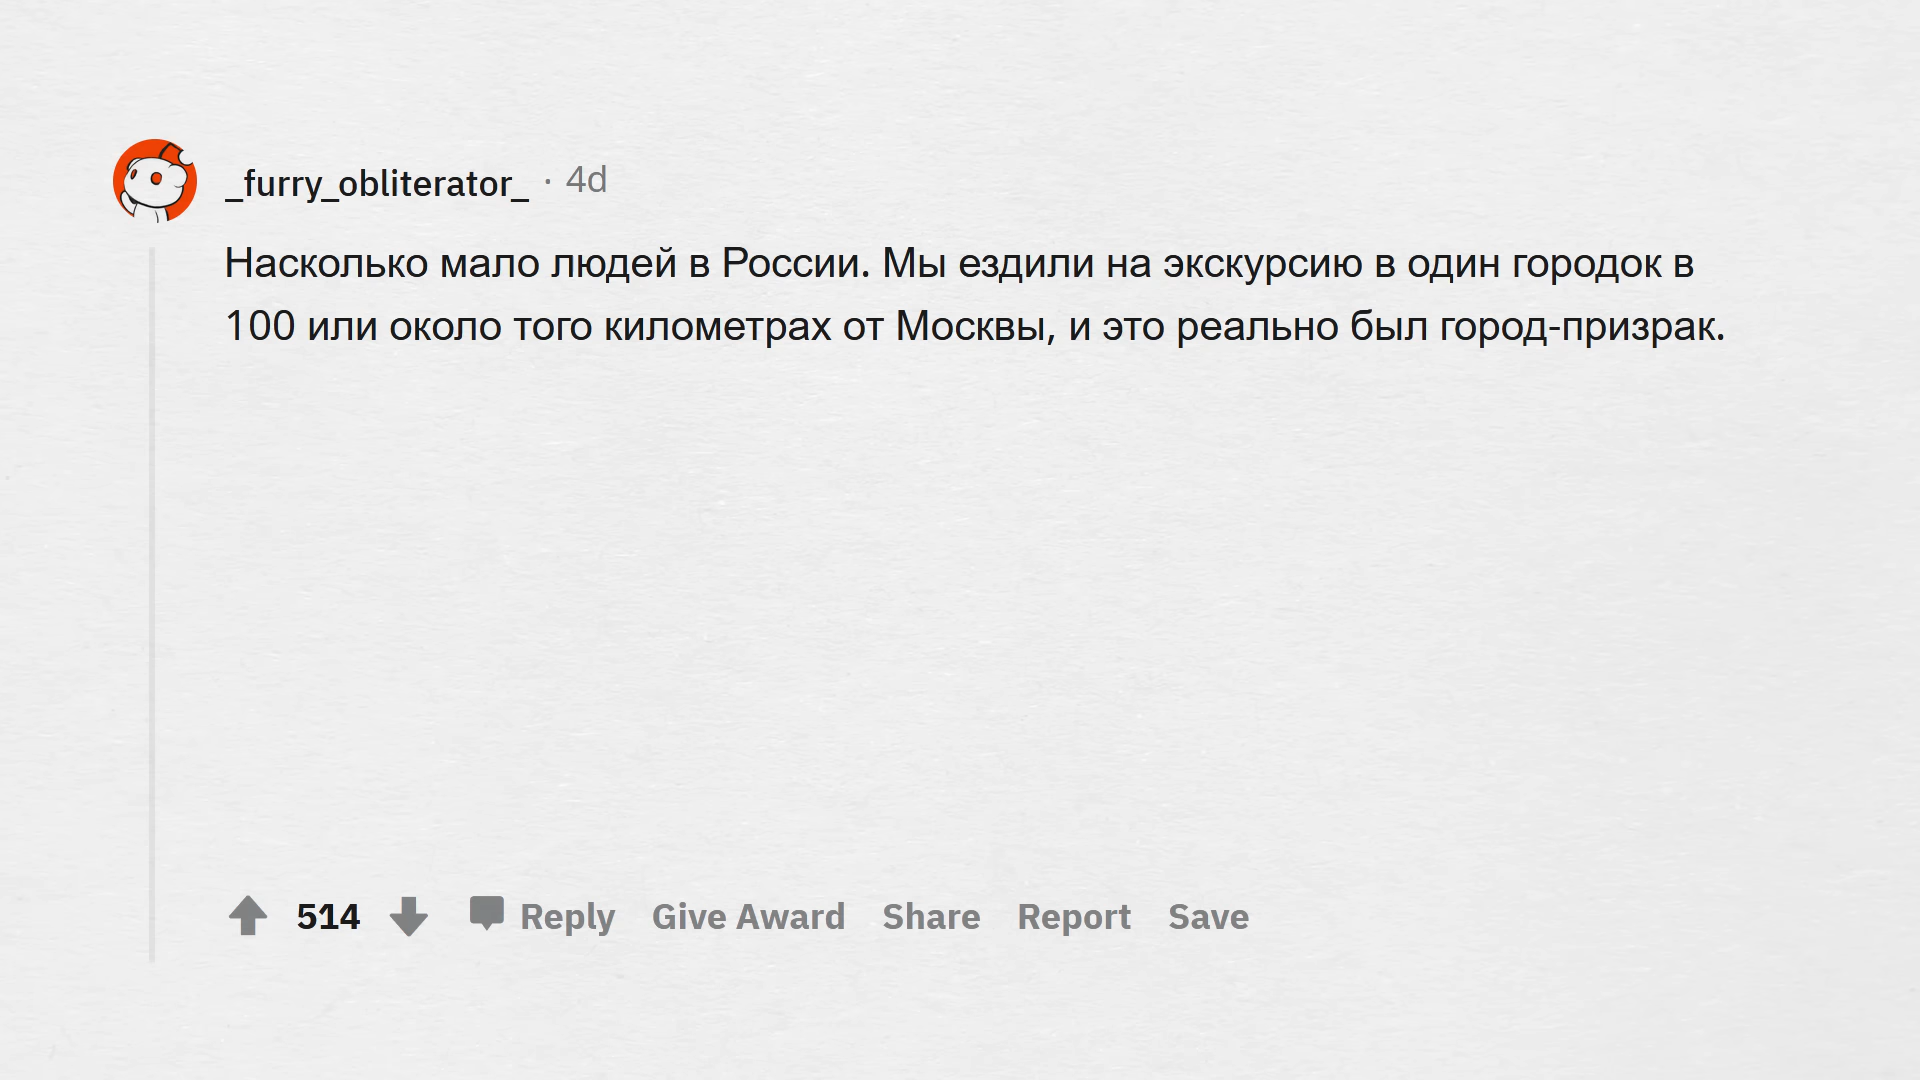 _furry_obliterator_ · 4d
Насколько мало людей в России. Мы ездили на экскурсию в один городок в
100 или около того километрах от Москвы, и это реально был город-призрак.
514 Reply Give Award Share Report Save